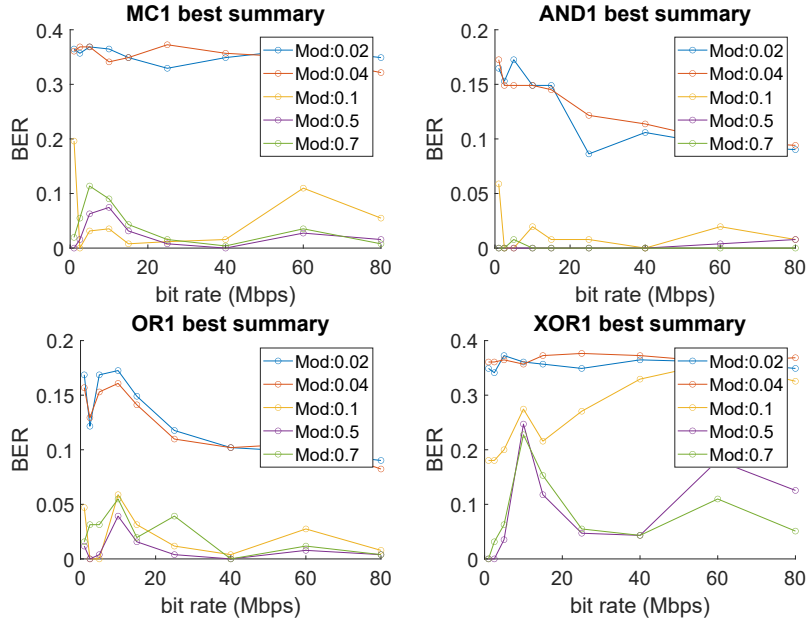 MC1 best summary
BER
0.4
0.3
0.2
0.1
0
0 20 40 60 80
bit rate (Mbps)
Mod:0.02
Mod:0.04
Mod:0.1
Mod:0.5
Mod:0.7
AND1 best summary
BER
0.2
0.15
0.1
0.05
0
0 20 40 60 80
bit rate (Mbps)
Mod:0.02
Mod:0.04
Mod:0.1
Mod:0.5
Mod:0.7
OR1 best summary
BER
0.2
0.15
0.1
0.05
0
0 20 40 60 80
bit rate (Mbps)
Mod:0.02
Mod:0.04
Mod:0.1
Mod:0.5
Mod:0.7
XOR1 best summary
BER
0.4
0.3
0.2
0.1
0
0 20 40 60 80
bit rate (Mbps)
Mod:0.02
Mod:0.04
Mod:0.1
Mod:0.5
Mod:0.7